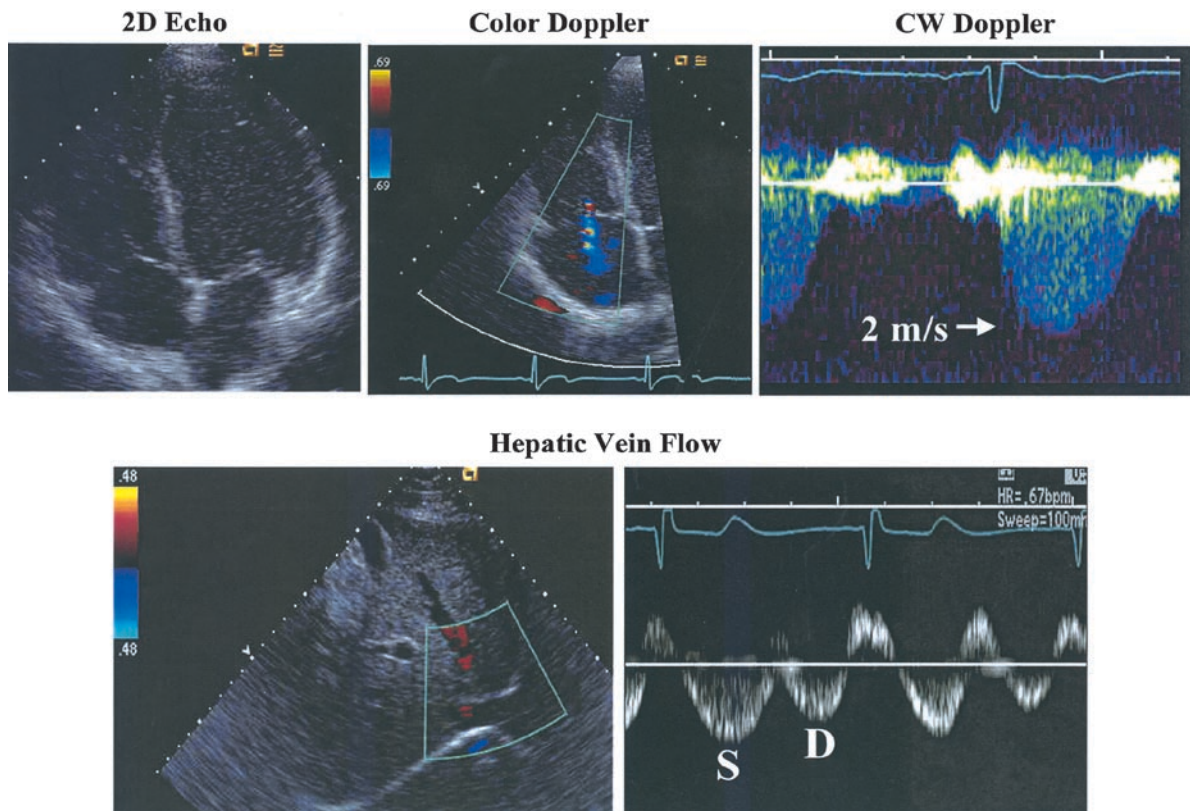 2D Echo
Color Doppler
CW Doppler
.69
.69
2 m/s
Hepatic Vein Flow
.48
.48
HR=.67bpm
Sweep=100m
S
D